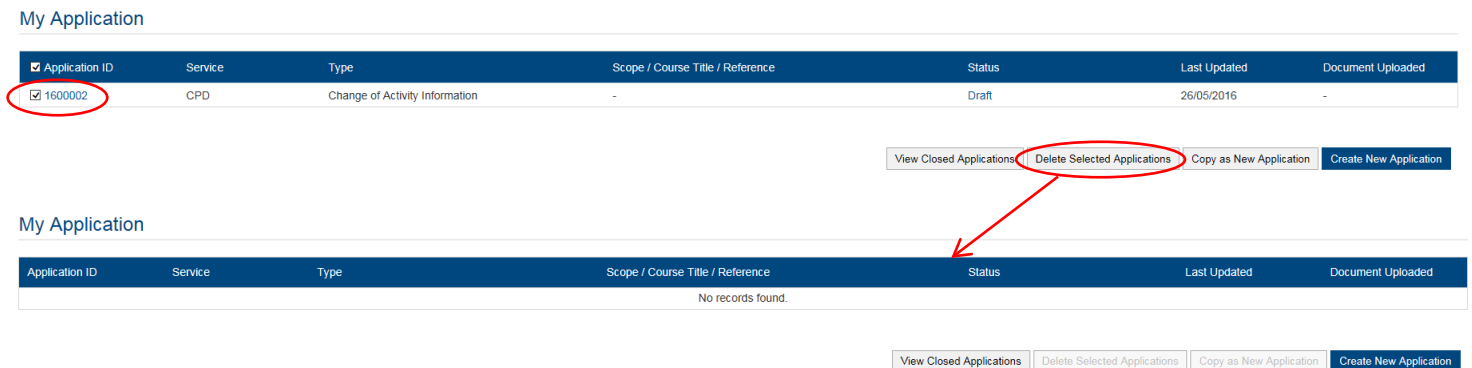 My Application
Application ID Service Type Scope / Course Title / Reference Status Last Updated Document Uploaded
1600002 CPD Change of Activity Information - Draft 26/05/2016 -
View Closed Applications Delete Selected Applications Copy as New Application Create New Application
My Application
Application ID Service Type Scope / Course Title / Reference Status Last Updated Document Uploaded
No records found.
View Closed Applications Delete Selected Applications Copy as New Application Create New Application